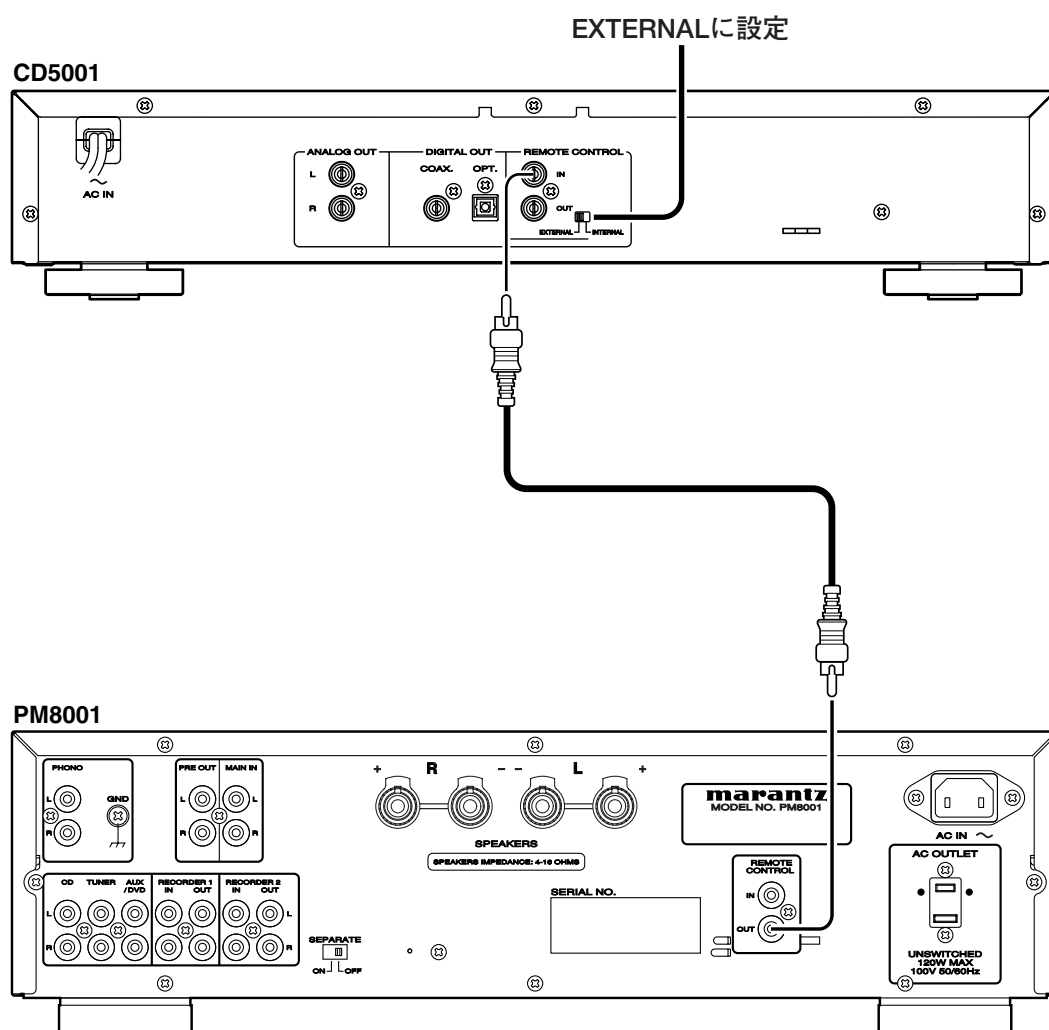 EXTERNALに設定
CD5001
ANALOG OUT
DIGITAL OUT
REMOTE CONTROL
L
COAX.
OPT.
IN
AC IN
R
OUT
EXTERNAL
INTERNAL
PM8001
PHONO
PRE OUT
MAIN IN
+ R - - L +
marantz
MODEL NO. PM8001
L
GND
L
L
R
R
R
SPEAKERS
SPEAKERS IMPEDANCE: 4-16 OHMS
AC IN
AC OUTLET
REMOTE
CONTROL
CD
TUNER
AUX
/DVD
RECORDER 1
IN OUT
RECORDER 2
IN OUT
SERIAL NO.
IN
L
L
OUT
R
R
SEPARATE
ON
OFF
UNSWITCHED
120W MAX
100V 50/60Hz